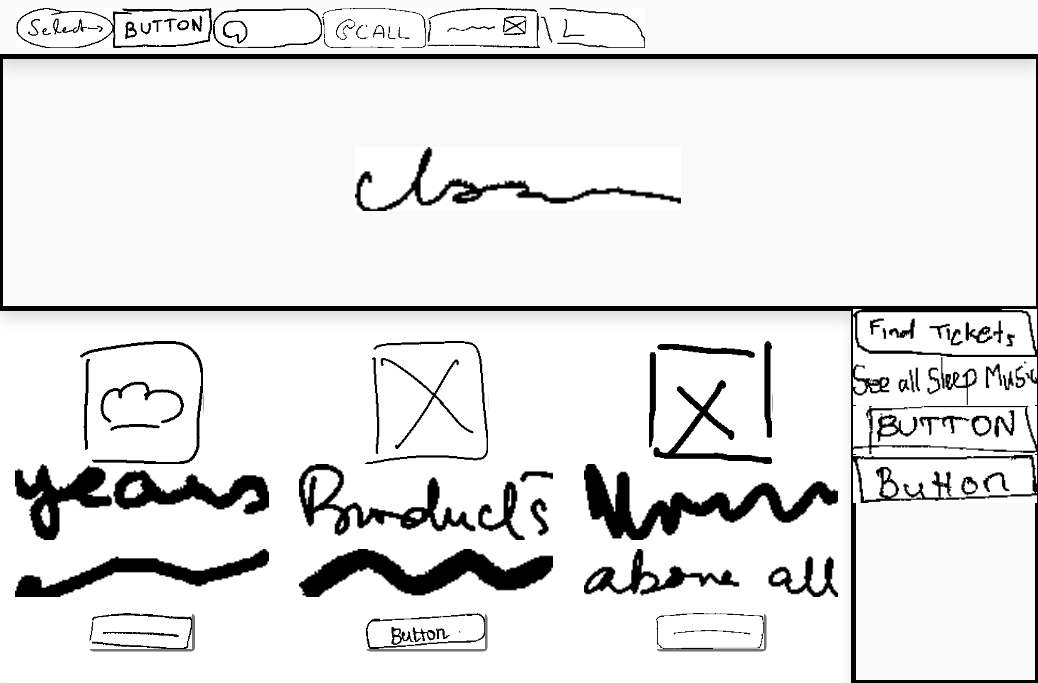 Select BUTTON @CALL
Find Tickets
See all Sleep Music
BUTTON
Button
years Products
above all
Button